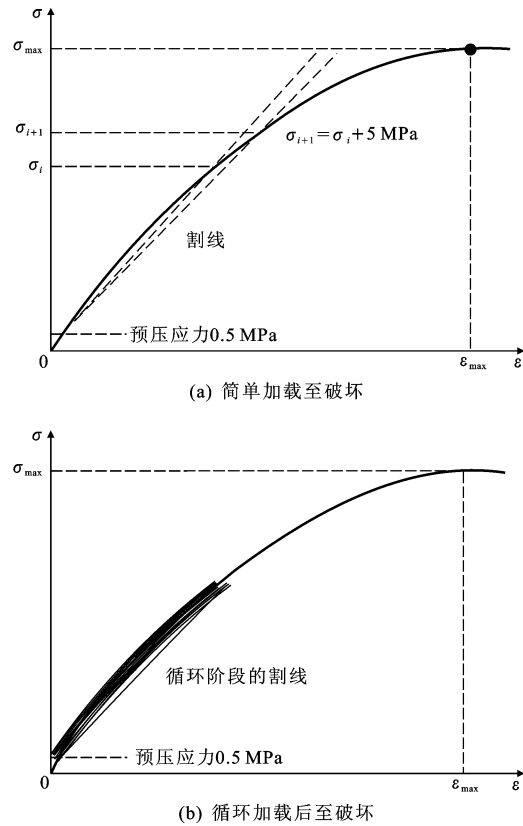 σ
σmax
σi+1
σi+1=σi+5 MPa
σi
割线
预压应力0.5 MPa
0
εmax
ε
(a) 简单加载至破坏
σ
σmax
循环阶段的割线
预压应力0.5 MPa
0
εmax
ε
(b) 循环加载后至破坏